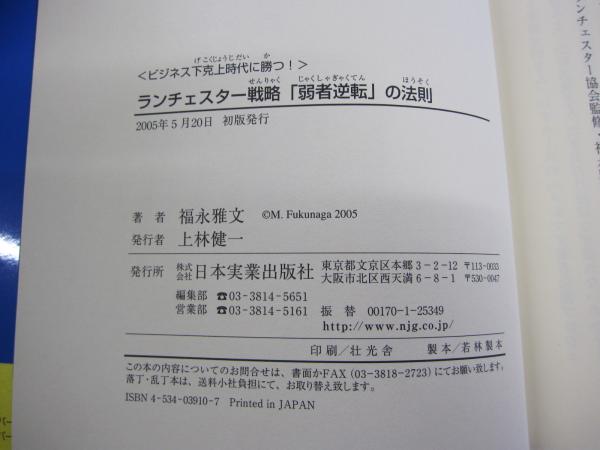 げこくじょうじだい か
<ビジネス下克上時代に勝つ!>
せんりゃく じゃくしゃぎゃくてん ほうそく
ランチェスター戦略「弱者逆転」の法則
2005年5月20日 初版発行
著 者 福永雅文 ©M. Fukunaga 2005
発行者 上林健一
発行所 株式会社 日本実業出版社 東京都文京区本郷3-2-12 〒113-0033
大阪市北区西天満6-8-1 〒530-0047
編集部 ☎03-3814-5651
営業部 ☎03-3814-5161 振 替 00170-1-25349
http://www.njg.co.jp/
印刷/壮光舎 製本/若林製本
この本の内容についてのお問合せは、書面かFAX(03-3818-2723)にてお願い致します。
落丁・乱丁本は、送料小社負担にて、お取り替え致します。
ISBN 4-534-03910-7 Printed in JAPAN
ンチェスター協会監修・